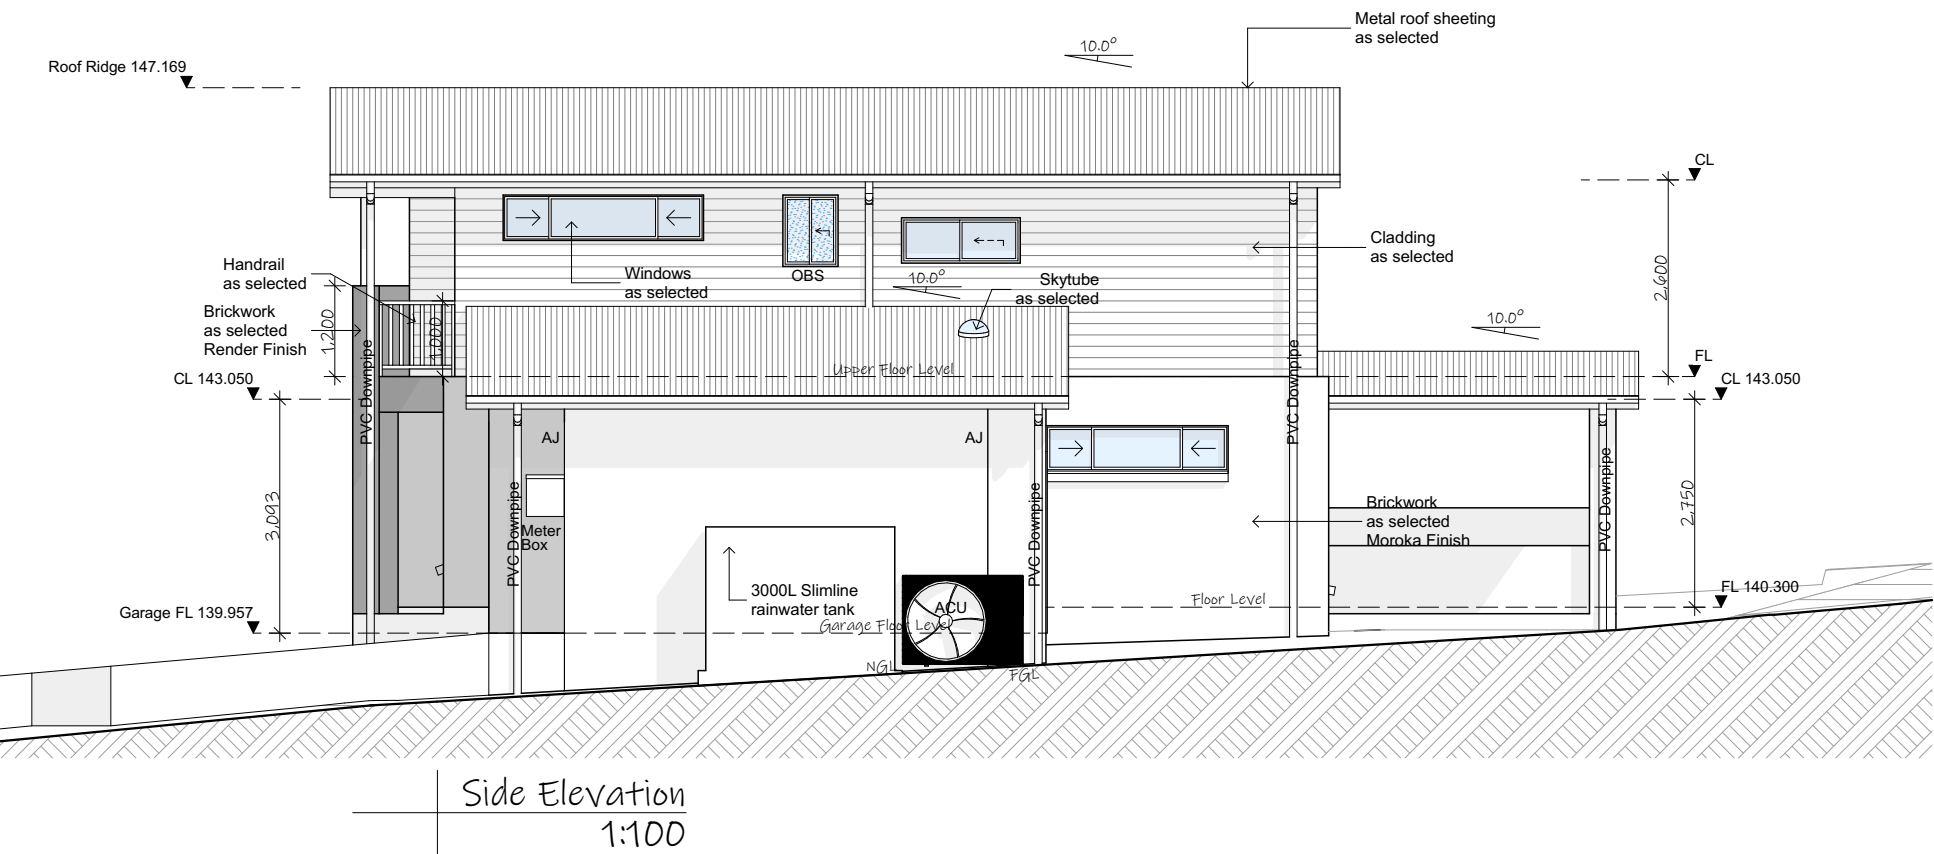 Metal roof sheeting
as selected
10.0°
Roof Ridge 147.169
CL
Cladding
as selected
2,600
Handrail
as selected
Windows
as selected
OBS
10.0°
Skytube
as selected
Brickwork
as selected
Render Finish
1,200
1,000
10.0°
PVC Downpipe
Upper Floor Level
PVC Downpipe
FL
CL 143.050
CL 143.050
AJ
AJ
3,093
PVC Downpipe
Meter
Box
PVC Downpipe
Brickwork
as selected
Moroka Finish
PVC Downpipe
2,750
3000L Slimline
rainwater tank
ACU
Floor Level
FL 140.300
Garage FL 139.957
Garage Floor Level
NGL
FGL
Side Elevation
1:100